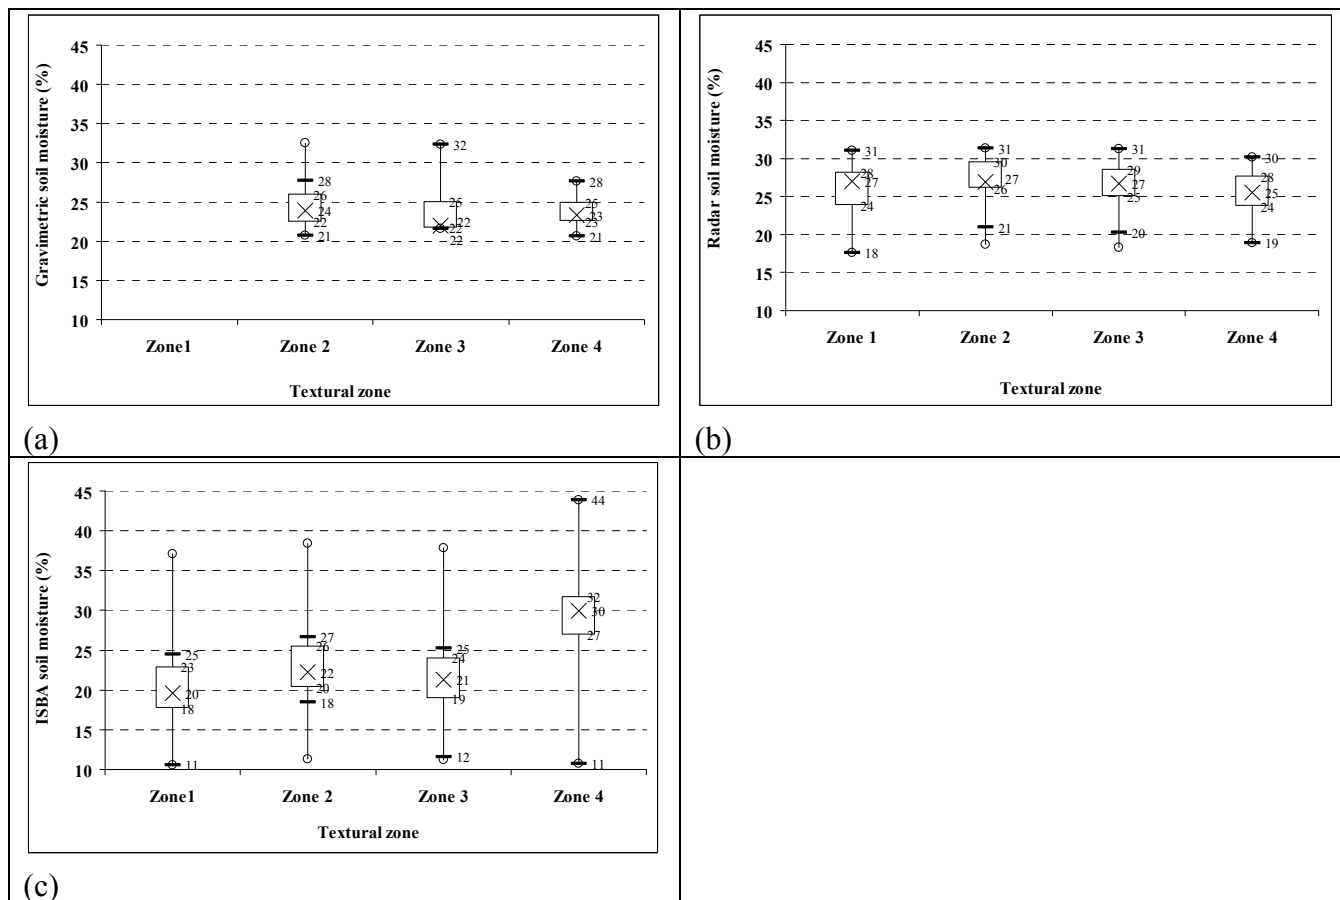 45
40
35
30
25
20
15
10
Gravimetric soil moisture (%)
32
28
28
26
25
25
24
22
23
22
22
23
21
22
21
Zone1 Zone 2 Zone 3 Zone 4
Textural zone
(a)
45
40
35
30
25
20
15
10
Radar soil moisture (%)
31 31 31 30
28 30 29 28
27 27 27 25
24 26 25 24
18 21 20 19
Zone 1 Zone 2 Zone 3 Zone 4
Textural zone
(b)
45
40
35
30
25
20
15
10
ISBA soil moisture (%)
44
25 27 25 32
23 26 24 30
20 22 21 27
18 20 19
11 18 12 11
Zone1 Zone 2 Zone 3 Zone 4
Textural zone
(c)